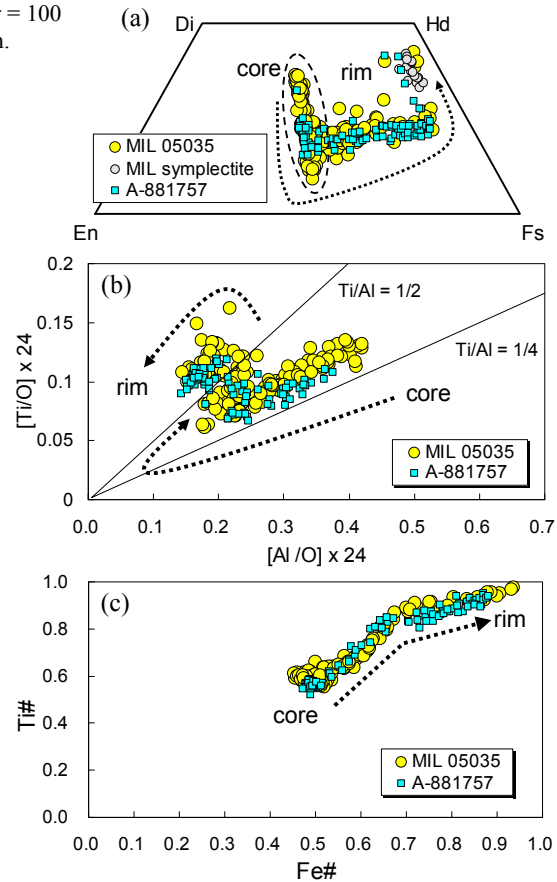 r = 100
n.
(a)
Di
Hd
core
rim
MIL 05035
MIL symplectite
A-881757
En
Fs
(b)
0.2
0.15
0.1
0.05
0
[Ti/O] x 24
Ti/Al = 1/2
Ti/Al = 1/4
rim
core
MIL 05035
A-881757
0.0 0.1 0.2 0.3 0.4 0.5 0.6 0.7
[Al /O] x 24
(c)
1.0
0.8
0.6
0.4
0.2
0.0
Ti#
rim
core
MIL 05035
A-881757
0.0 0.1 0.2 0.3 0.4 0.5 0.6 0.7 0.8 0.9 1.0
Fe#